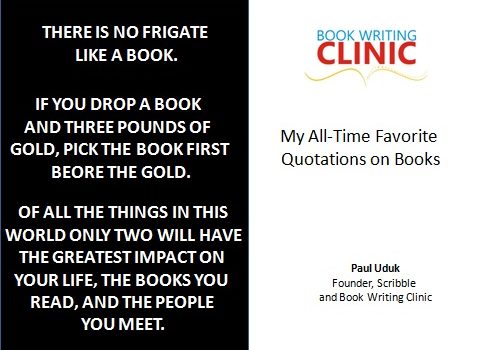 THERE IS NO FRIGATE
LIKE A BOOK.
IF YOU DROP A BOOK
AND THREE POUNDS OF
GOLD, PICK THE BOOK FIRST
BEORE THE GOLD.
OF ALL THE THINGS IN THIS
WORLD ONLY TWO WILL HAVE
THE GREATEST IMPACT ON
YOUR LIFE, THE BOOKS YOU
READ, AND THE PEOPLE
YOU MEET.
BOOK WRITING
CLINIC
My All-Time Favorite
Quotations on Books
Paul Uduk
Founder, Scribble
and Book Writing Clinic